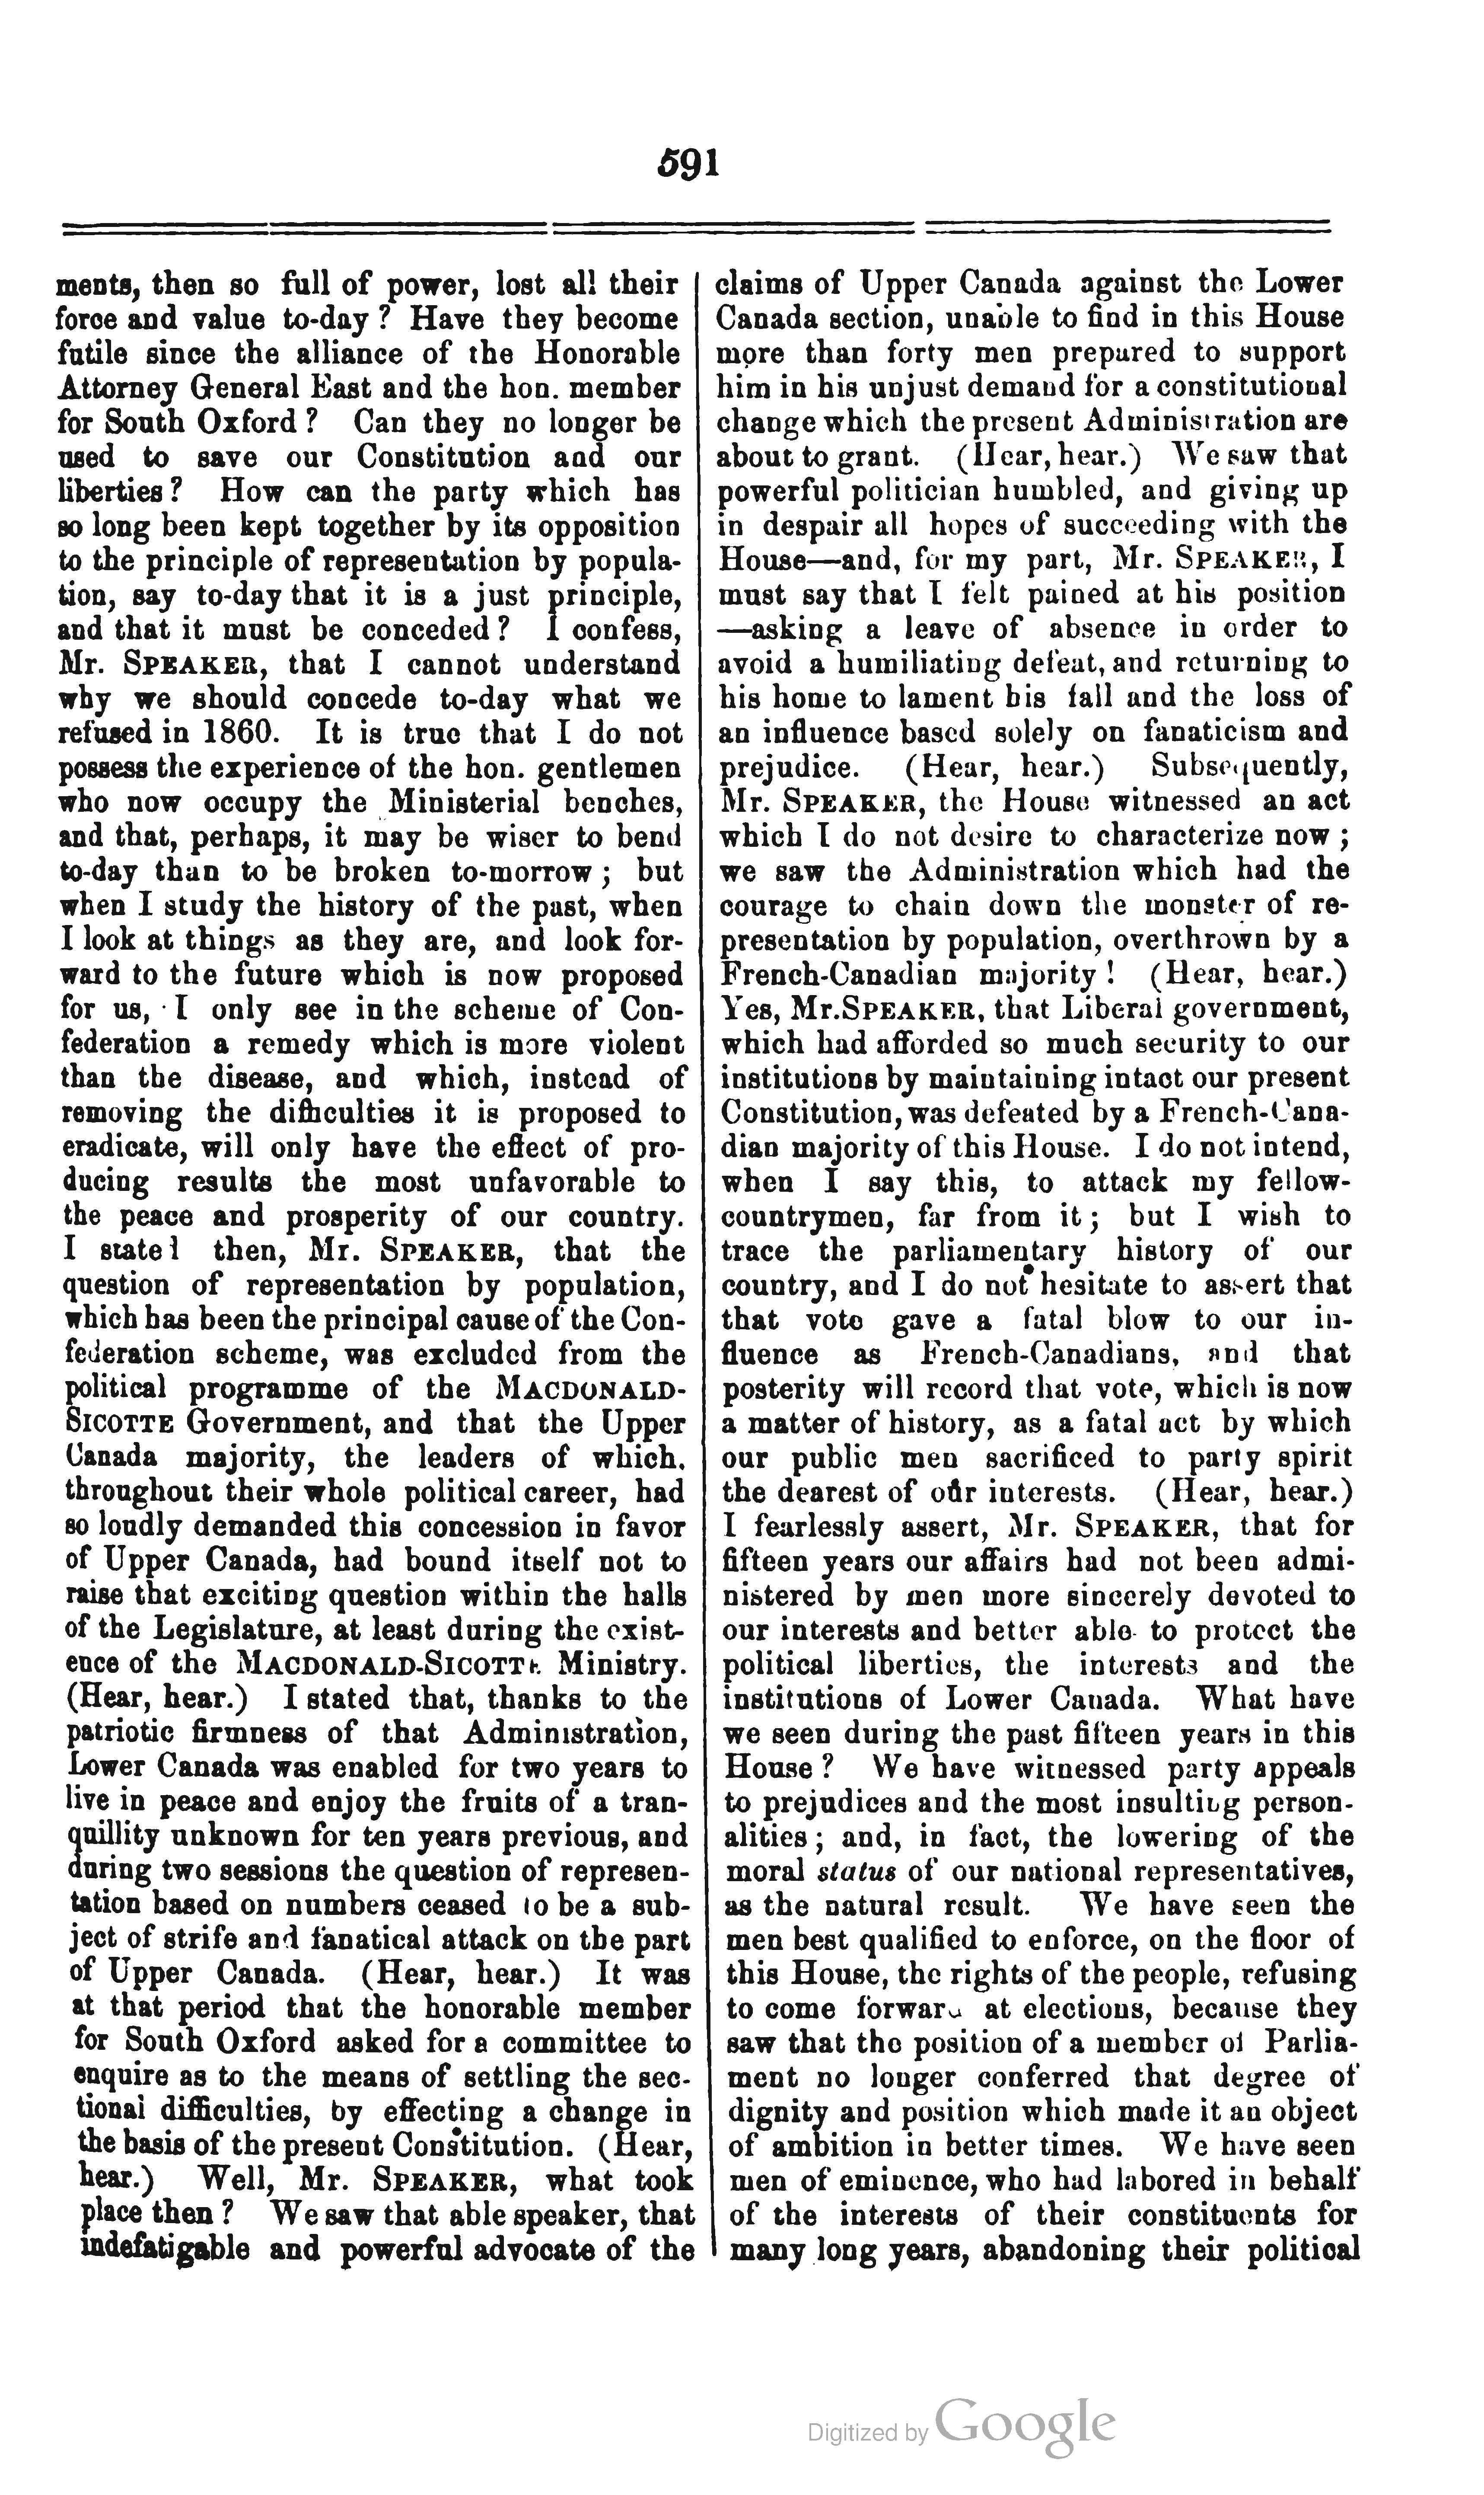 591
ments, then so full of power, lost all their
force and value to-day ? Have they become
futile since the alliance of the Honorable
Attorney General East and the hon. member
for South Oxford ? Can they no longer be
used to save our Constitution and our
liberties ? How can the party which has
so long been kept together by its opposition
to the principle of representation by popula-
tion, say to-day that it is a just principle,
and that it must be conceded ? I confess,
Mr. SPEAKER, that I cannot understand
why we should concede to-day what we
refused in 1860. It is true that I do not
possess the experience of the hon. gentlemen
who now occupy the Ministerial benches,
and that, perhaps, it may be wiser to bend
to-day than to be broken to-morrow ; but
when I study the history of the past, when
I look at things as they are, and look for-
ward to the future which is now proposed
for us, I only see in the scheme of Con-
federation a remedy which is more violent
than the disease, and which, instead of
removing the difficulties it is proposed to
eradicate, will only have the effect of pro-
ducing results the most unfavorable to
the peace and prosperity of our country.
I stated then, Mr. SPEAKER, that the
question of representation by population,
which has been the principal cause of the Con-
federation scheme, was excluded from the
political programme of the MACDONALD-
SICOTTE Government, and that the Upper
Canada majority, the leaders of which,
throughout their whole political career, had
so loudly demanded this concession in favor
of Upper Canada, had bound itself not to
raise that exciting question within the halls
of the Legislature, at least during the exist-
ence of the MACDONALD-SICOTTE Ministry.
(Hear, hear.) I stated that, thanks to the
patriotic firmness of that Administration,
Lower Canada was enabled for two years to
live in peace and enjoy the fruits of a tran-
quillity unknown for ten years previous, and
during two sessions the question of represen-
tation based on numbers ceased to be a sub-
ject of strife and fanatical attack on the part
of Upper Canada. (Hear, hear.) It was
at that period that the honorable member
for South Oxford asked for a committee to
enquire as to the means of settling the sec-
tional difficulties, by effecting a change in
the basis of the present Constitution. (Hear,
hear.) Well, Mr. SPEAKER, what took
place then ? We saw that able speaker, that
indefatigable and powerful advocate of the
claims of Upper Canada against the Lower
Canada section, unable to find in this House
more than forty men prepared to support
him in his unjust demand for a constitutional
change which the present Administration are
about to grant. (Hear, hear.) We saw that
powerful politician humbled, and giving up
in despair all hopes of succeeding with the
House—and, for my part, Mr. SPEAKER, I
must say that I felt pained at his position
—asking a leave of absence in order to
avoid a humiliating defeat, and returning to
his home to lament his fall and the loss of
an influence based solely on fanaticism and
prejudice. (Hear, hear.) Subsequently,
Mr. SPEAKER, the House witnessed an act
which I do not desire to characterize now ;
we saw the Administration which had the
courage to chain down the monster of re-
presentation by population, overthrown by a
French-Canadian majority ! (Hear, hear.)
Yes, Mr. SPEAKER, that Liberal government,
which had afforded so much security to our
institutions by maintaining intact our present
Constitution, was defeated by a French-Cana-
dian majority of this House. I do not intend,
when I say this, to attack my fellow-
countrymen, far from it ; but I wish to
trace the parliamentary history of our
country, and I do not hesitate to assert that
that vote gave a fatal blow to our in-
fluence as French-Canadians, and that
posterity will record that vote, which is now
a matter of history, as a fatal act by which
our public men sacrificed to party spirit
the dearest of our interests. (Hear, hear.)
I fearlessly assert, Mr. SPEAKER, that for
fifteen years our affairs had not been admi-
nistered by men more sincerely devoted to
our interests and better able to protect the
political liberties, the interests and the
institutions of Lower Canada. What have
we seen during the past fifteen years in this
House ? We have witnessed party appeals
to prejudices and the most insulting person-
alities ; and, in fact, the lowering of the
moral status of our national representatives,
as the natural result. We have seen the
men best qualified to enforce, on the floor of
this House, the rights of the people, refusing
to come forward at elections, because they
saw that the position of a member of Parlia-
ment no longer conferred that degree of
dignity and position which made it an object
of ambition in better times. We have seen
men of eminence, who had labored in behalf
of the interests of their constituents for
many long years, abandoning their political
Digitized by Google